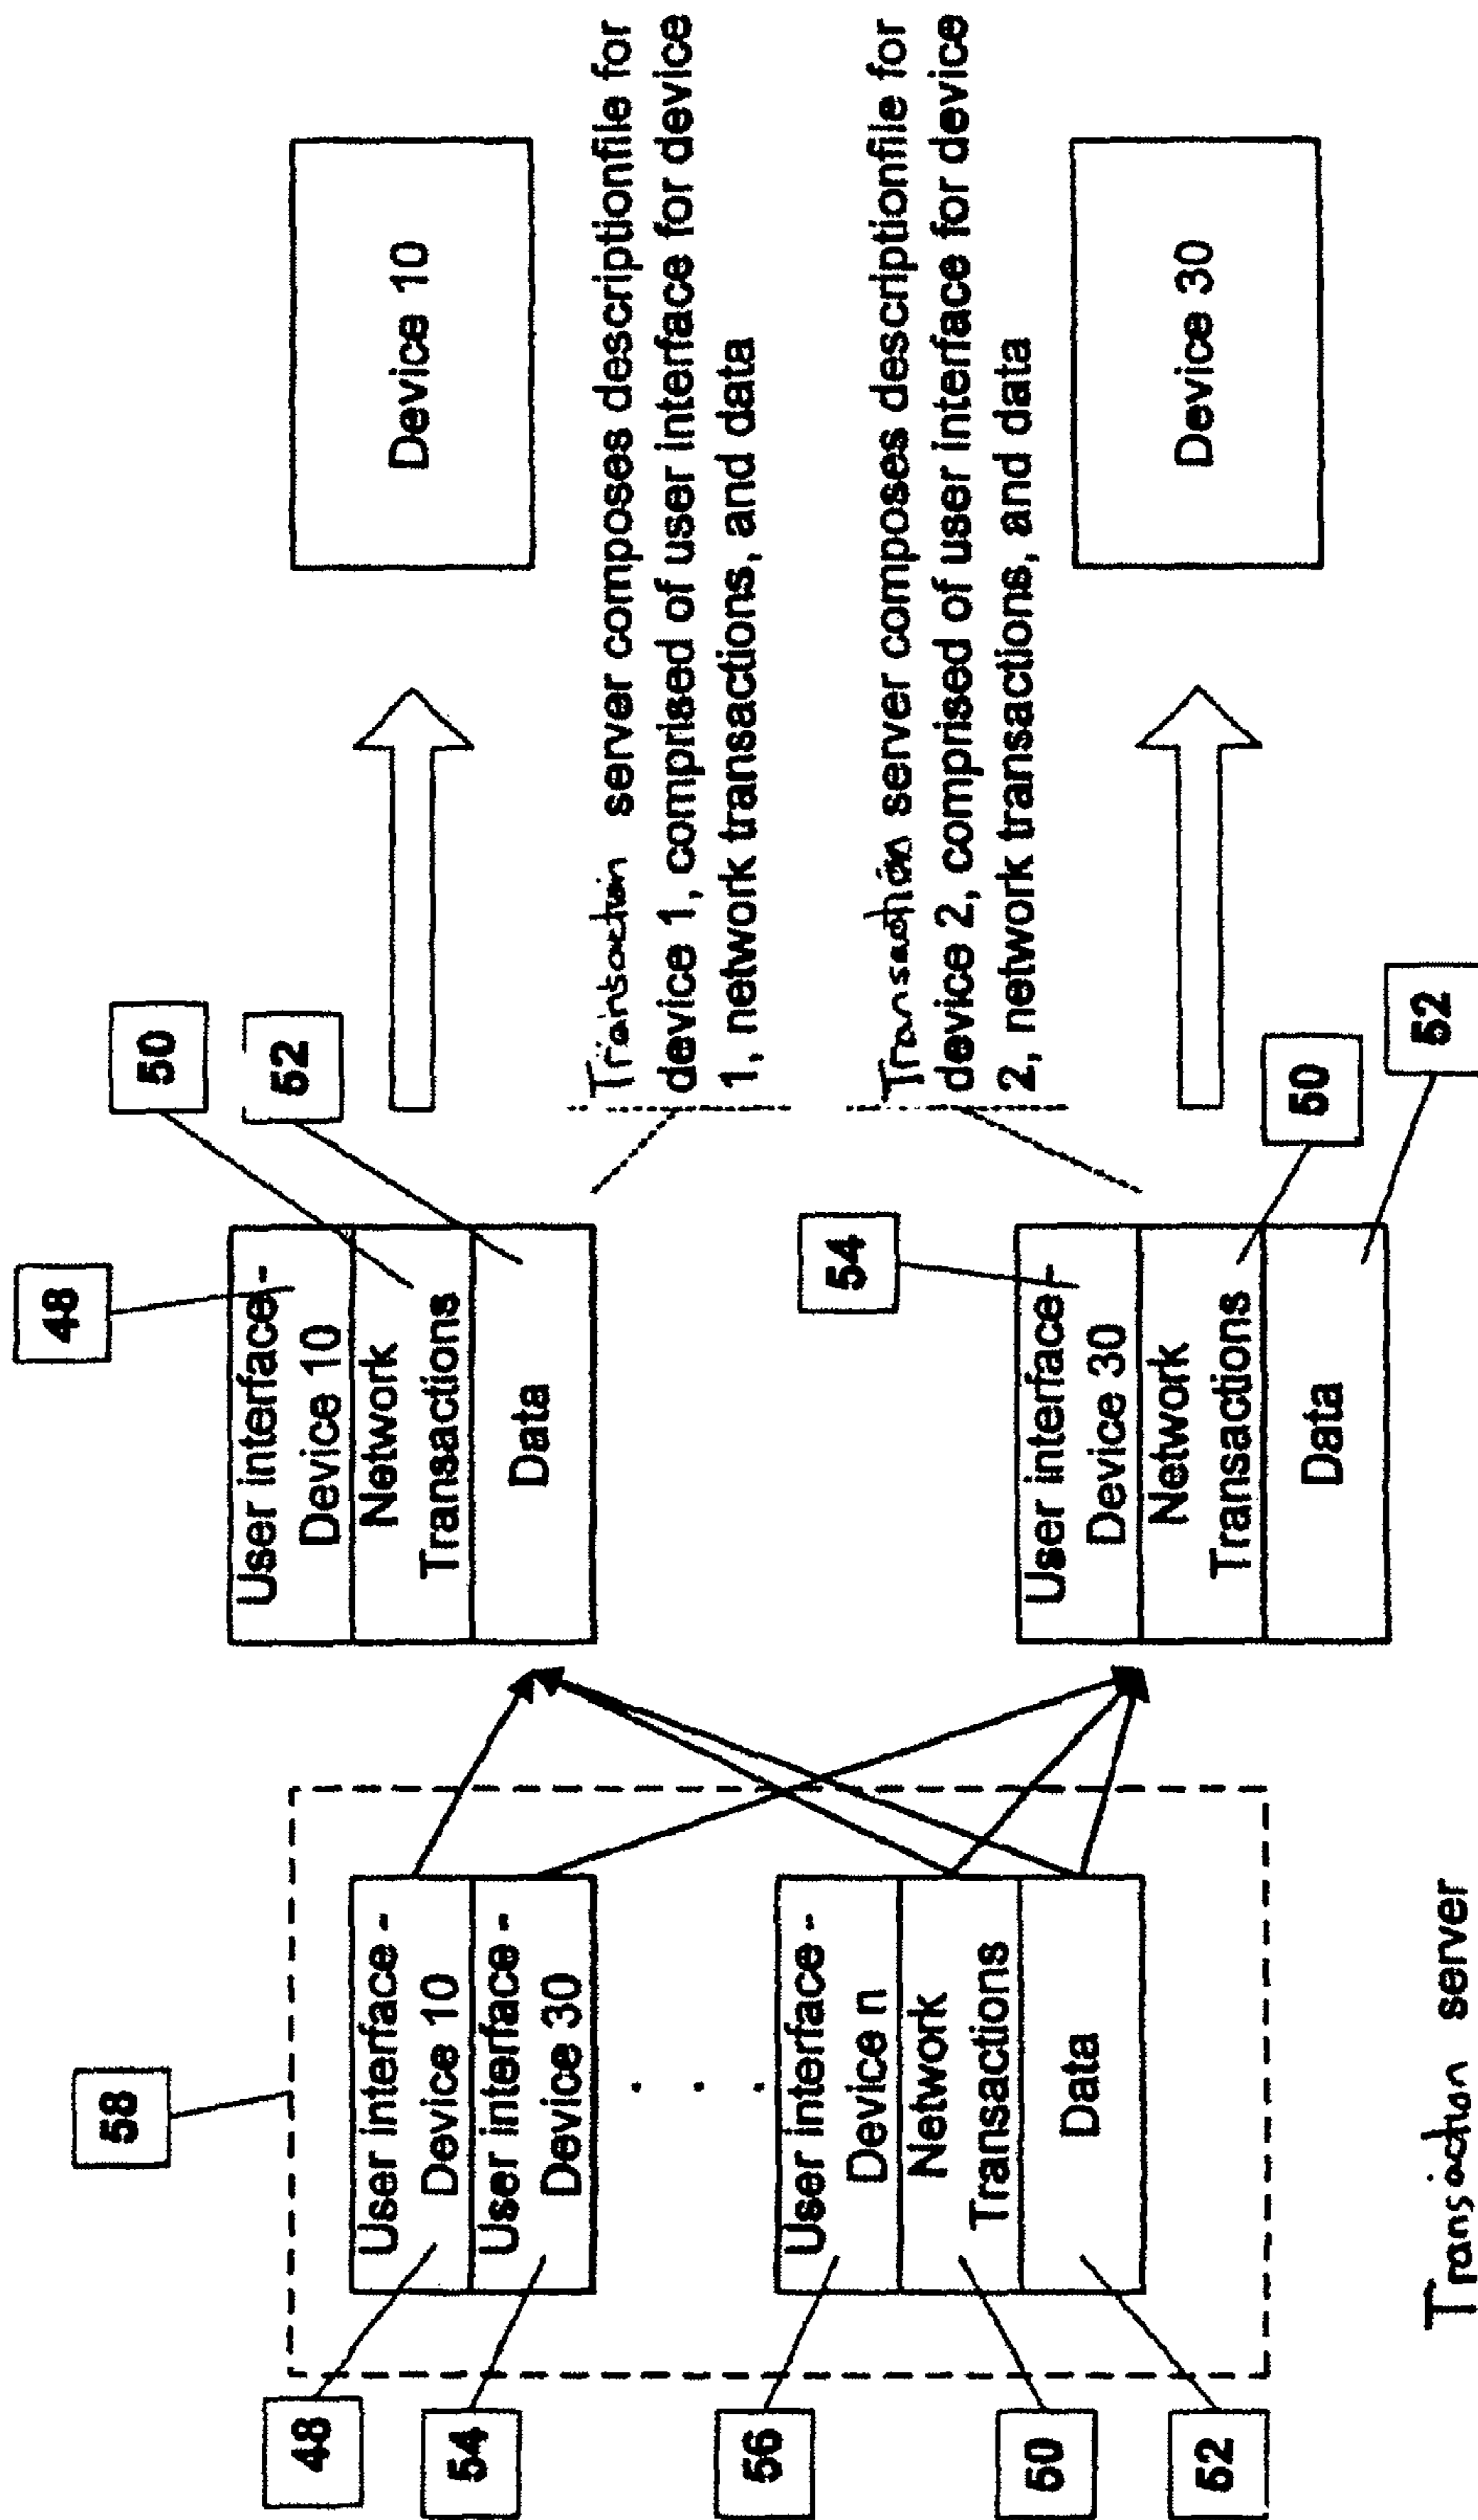 58
48
User interface -
Device 10
54
User interface -
Device 30
. . .
56
User interface -
Device n
50
Network
Transactions
52
Data
Transaction server
48
User interface -
Device 10
50
Network
Transactions
52
Data
54
User interface -
Device 30
50
Network
Transactions
52
Data
Device 10
Transaction server composes descriptionfile for
device 1, comprised of user interface for device
1, network transactions, and data
Transaction server composes descriptionfile for
device 2, comprised of user interface for device
2, network transactions, and data
Device 30